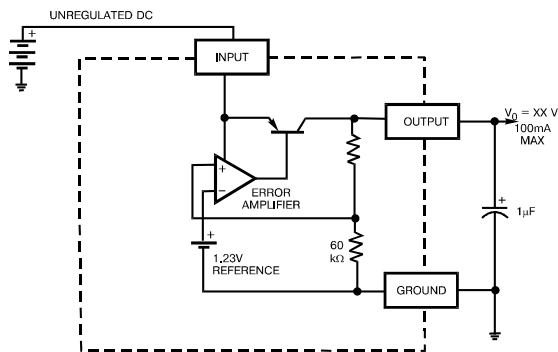 UNREGULATED DC
+
INPUT
OUTPUT
V₀ = XX V
100mA
MAX
+
−
ERROR
AMPLIFIER
+
1.23V
REFERENCE
60
kΩ
+
1µF
GROUND